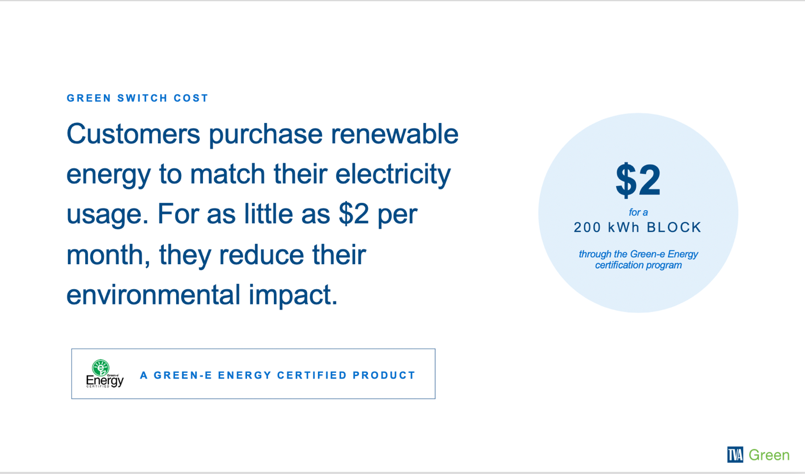 GREEN SWITCH COST
Customers purchase renewable
energy to match their electricity
usage. For as little as $2 per
month, they reduce their
environmental impact.
$2
for a
200 kWh BLOCK
through the Green-e Energy
certification program
Green-e
Energy
CERTIFIED
A GREEN-E ENERGY CERTIFIED PRODUCT
TVA Green